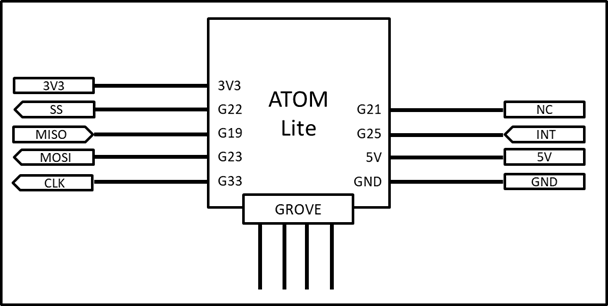 3V3
SS
MISO
MOSI
CLK
3V3
G22
G19
G23
G33
ATOM
Lite
G21
G25
5V
GND
NC
INT
5V
GND
GROVE